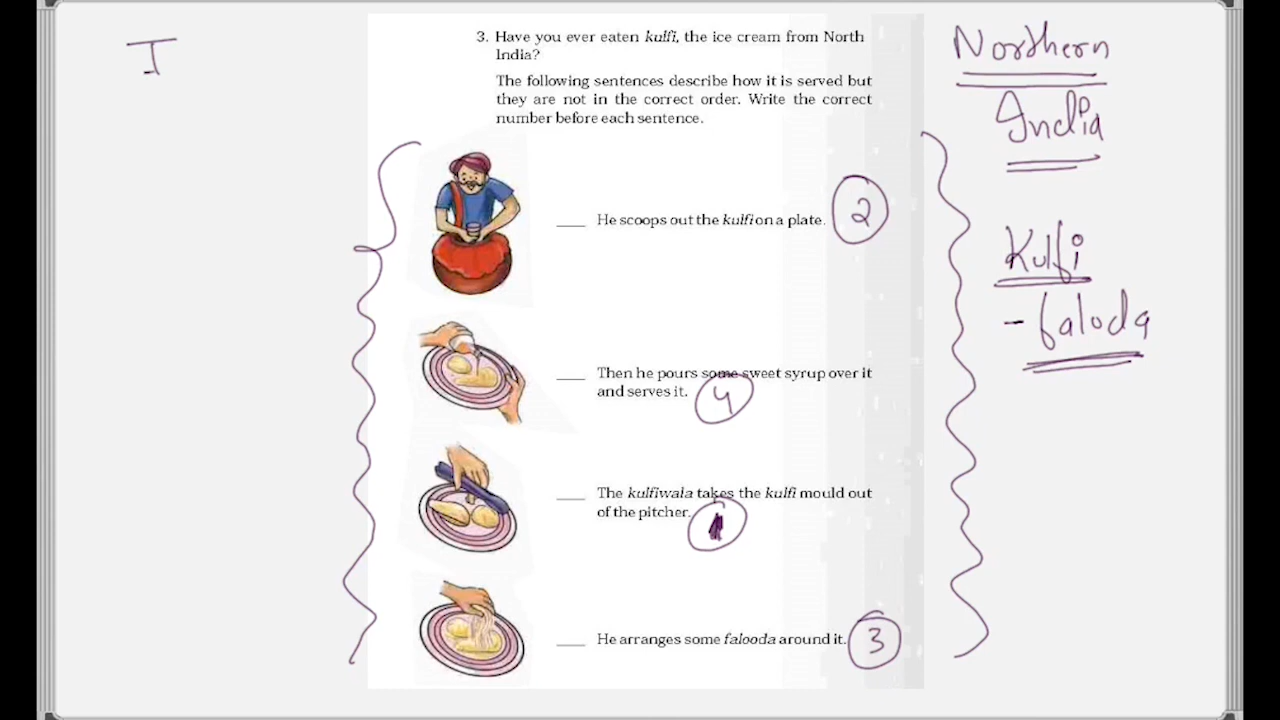 I
3. Have you ever eaten kulfi, the ice cream from North
India?
The following sentences describe how it is served but
they are not in the correct order. Write the correct
number before each sentence.
___ He scoops out the kulfi on a plate. 2
___ Then he pours some sweet syrup over it
and serves it. 4
___ The kulfiwala takes the kulfi mould out
of the pitcher. 1
___ He arranges some falooda around it. 3
Northern
India
Kulfi
- faloda